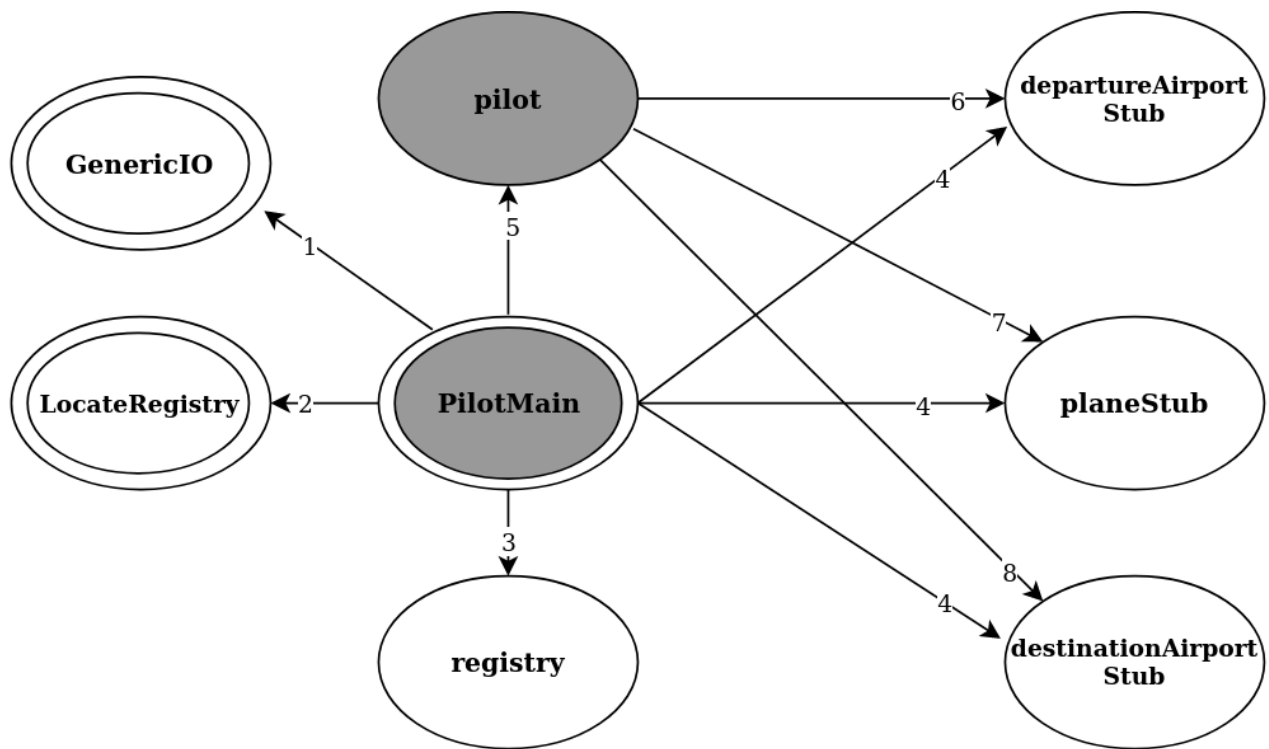 pilot
departureAirport
Stub
6
GenericIO
4
5
1
7
LocateRegistry
2
PilotMain
4
planeStub
3
8
4
registry
destinationAirport
Stub